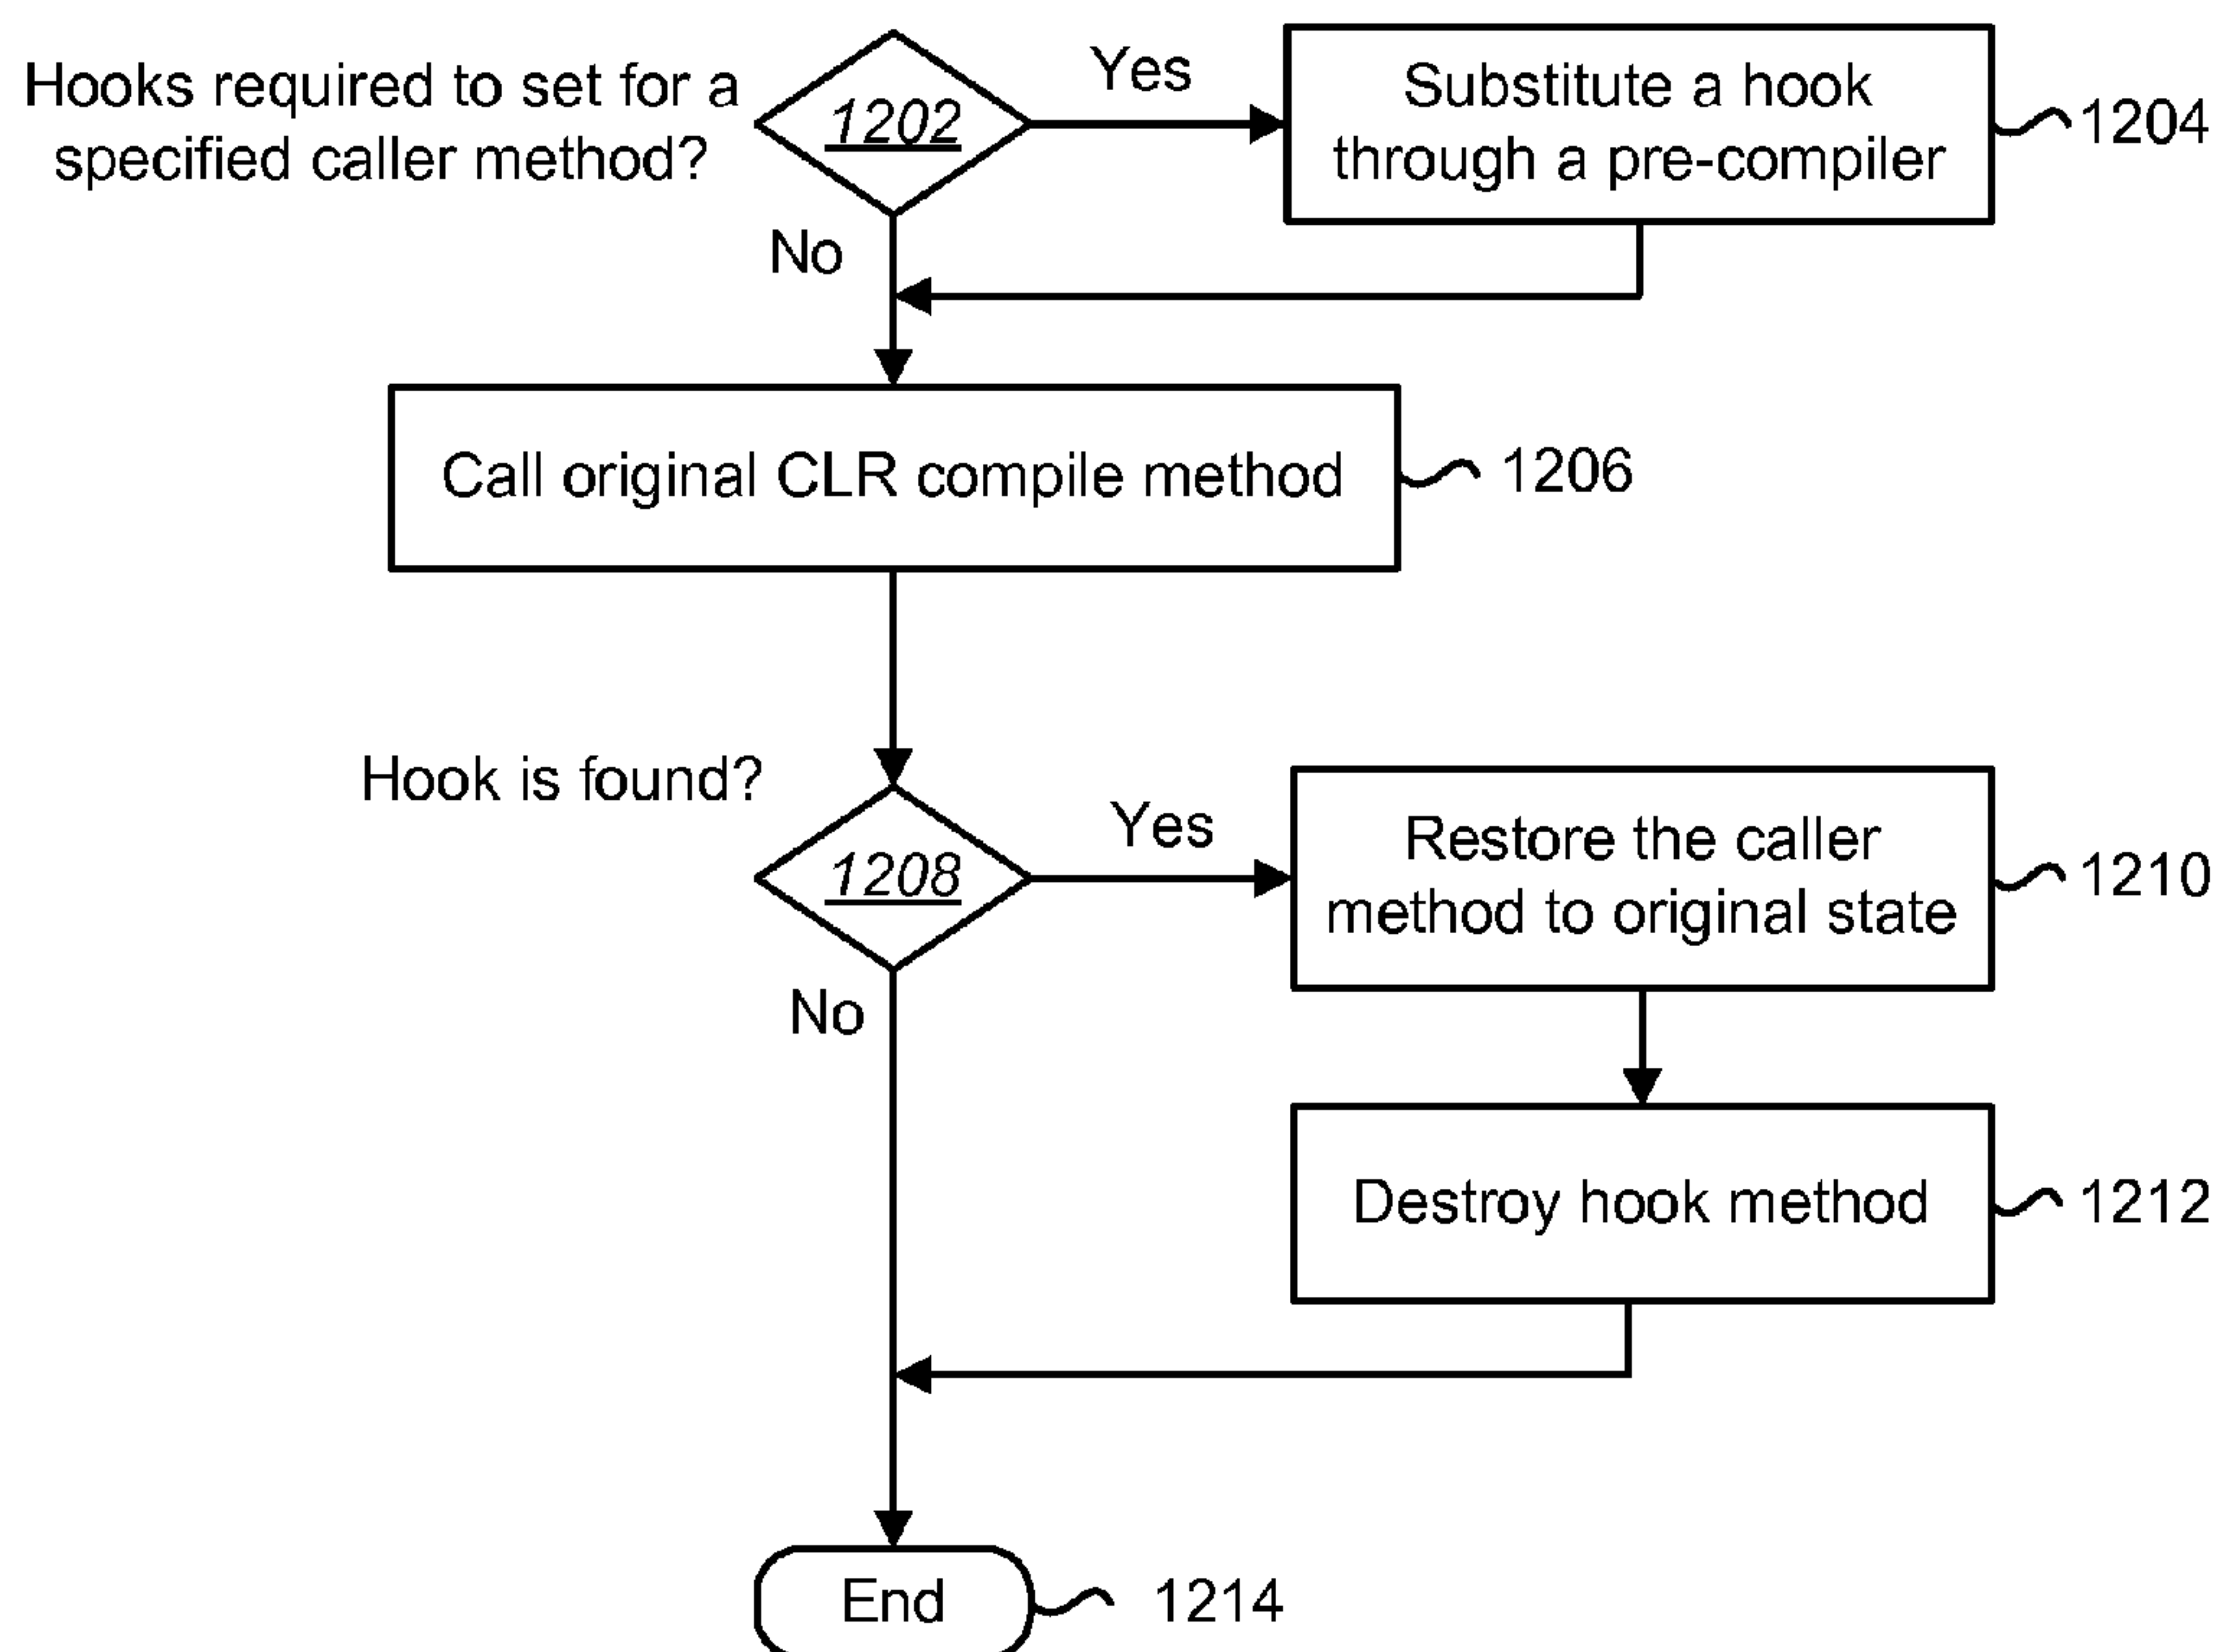 Hooks required to set for a
specified caller method?
1202
Yes
Substitute a hook
through a pre-compiler
1204
No
Call original CLR compile method
1206
Hook is found?
1208
Yes
Restore the caller
method to original state
1210
No
Destroy hook method
1212
End
1214